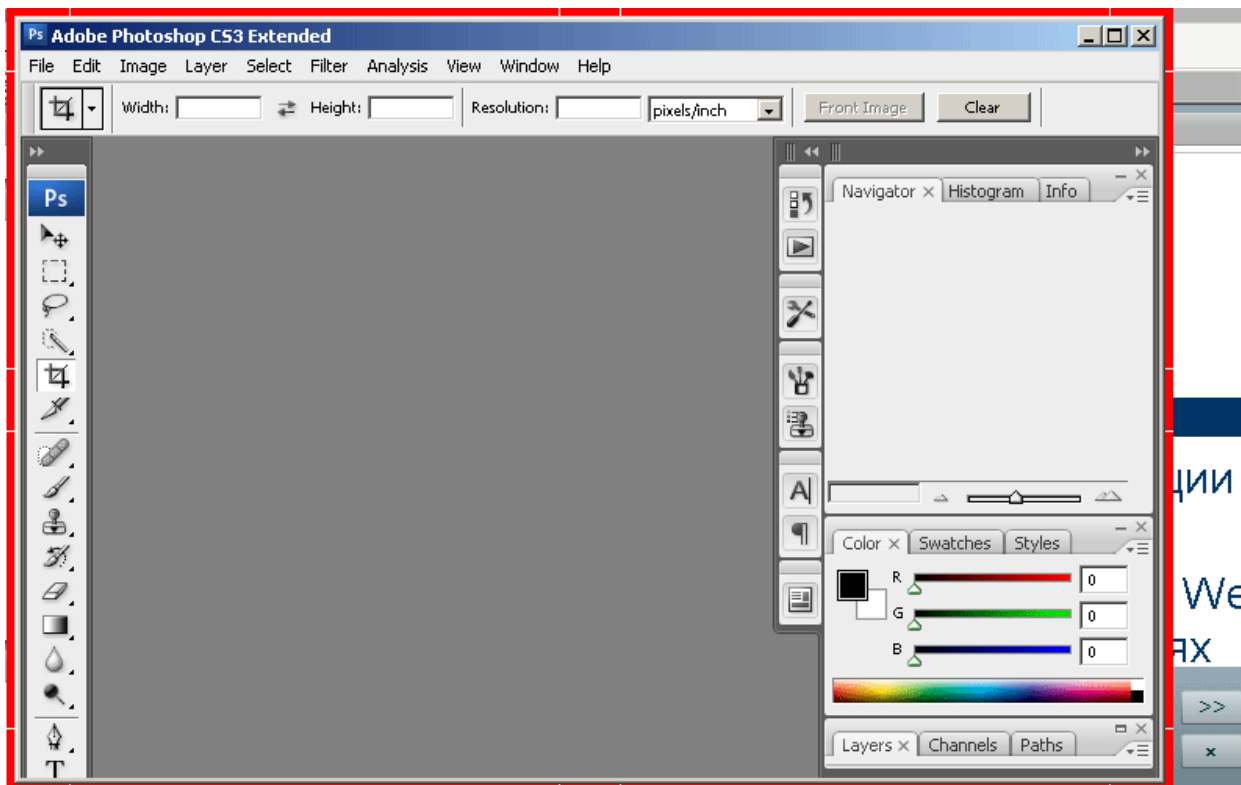 Ps Adobe Photoshop CS3 Extended
File Edit Image Layer Select Filter Analysis View Window Help
Width: Height: Resolution: pixels/inch Front Image Clear
Ps
Navigator × Histogram Info
A
¶
Color × Swatches Styles
R 0
G 0
B 0
Layers × Channels Paths
T
ции
We
ях
>>
×